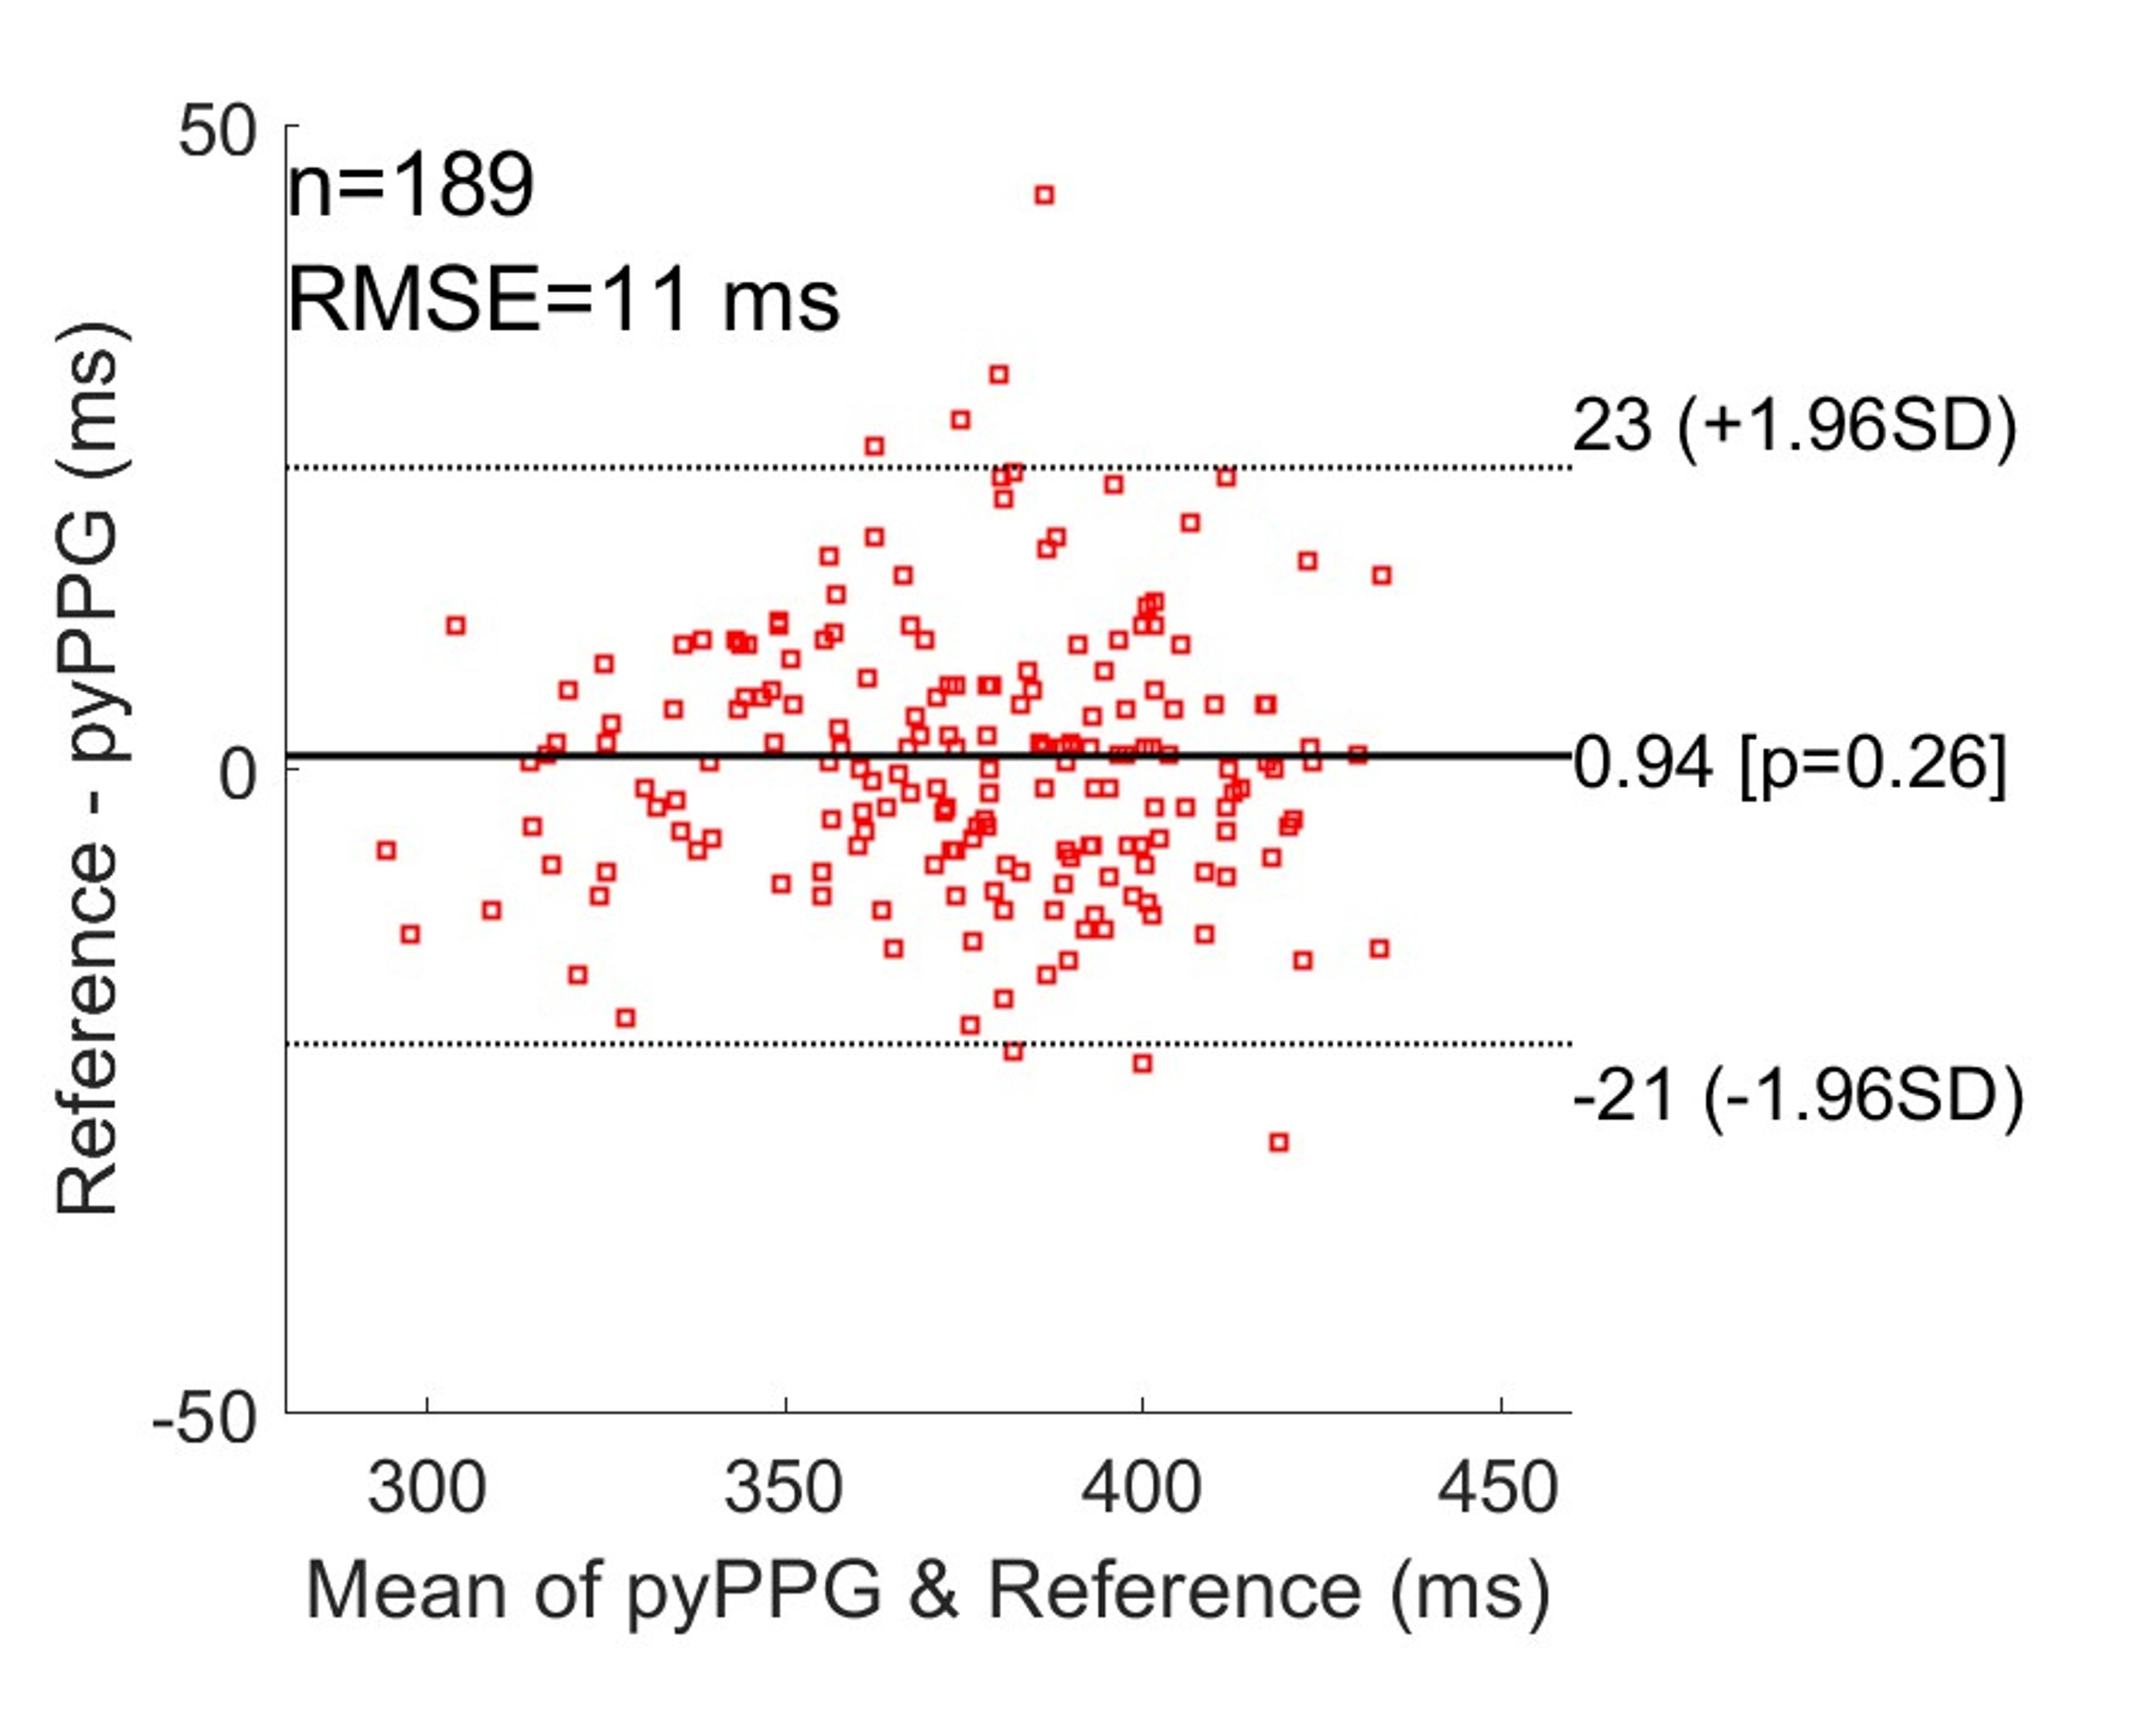 50
n=189
RMSE=11 ms
23 (+1.96SD)
Reference - pyPPG (ms)
0
0.94 [p=0.26]
-21 (-1.96SD)
-50
300 350 400 450
Mean of pyPPG & Reference (ms)